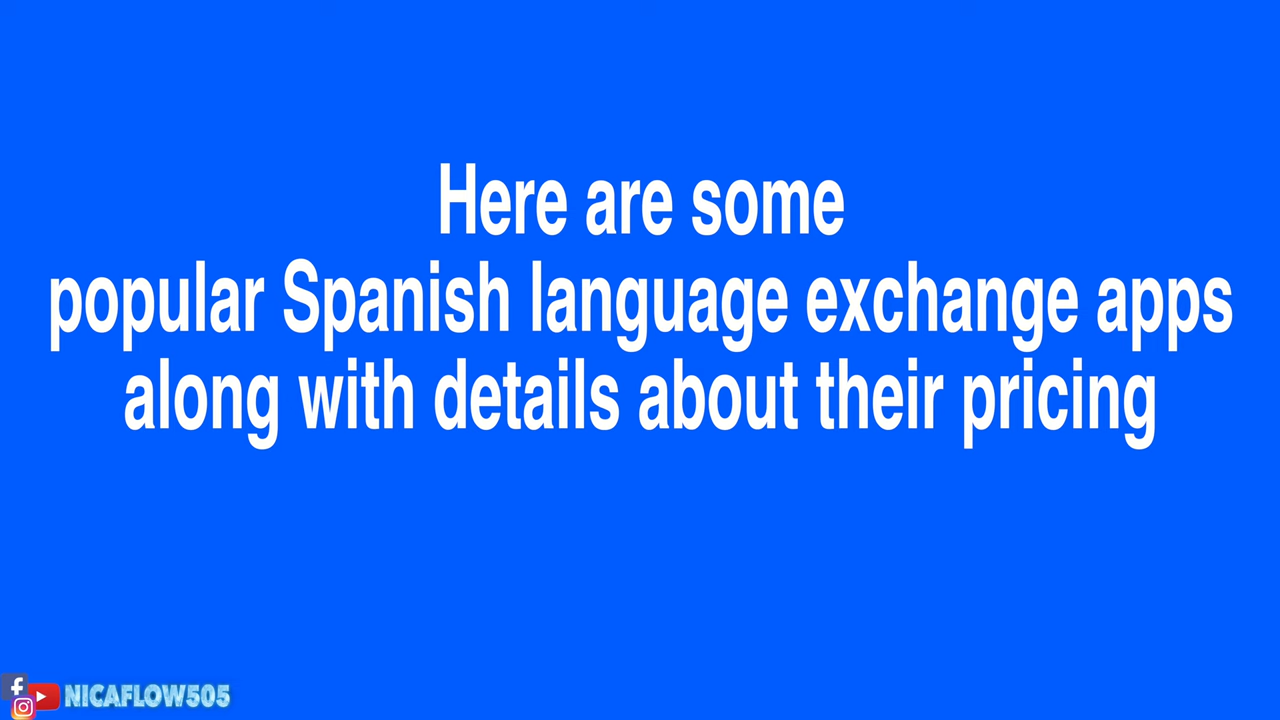 Here are some
popular Spanish language exchange apps
along with details about their pricing
NICAFLOW505